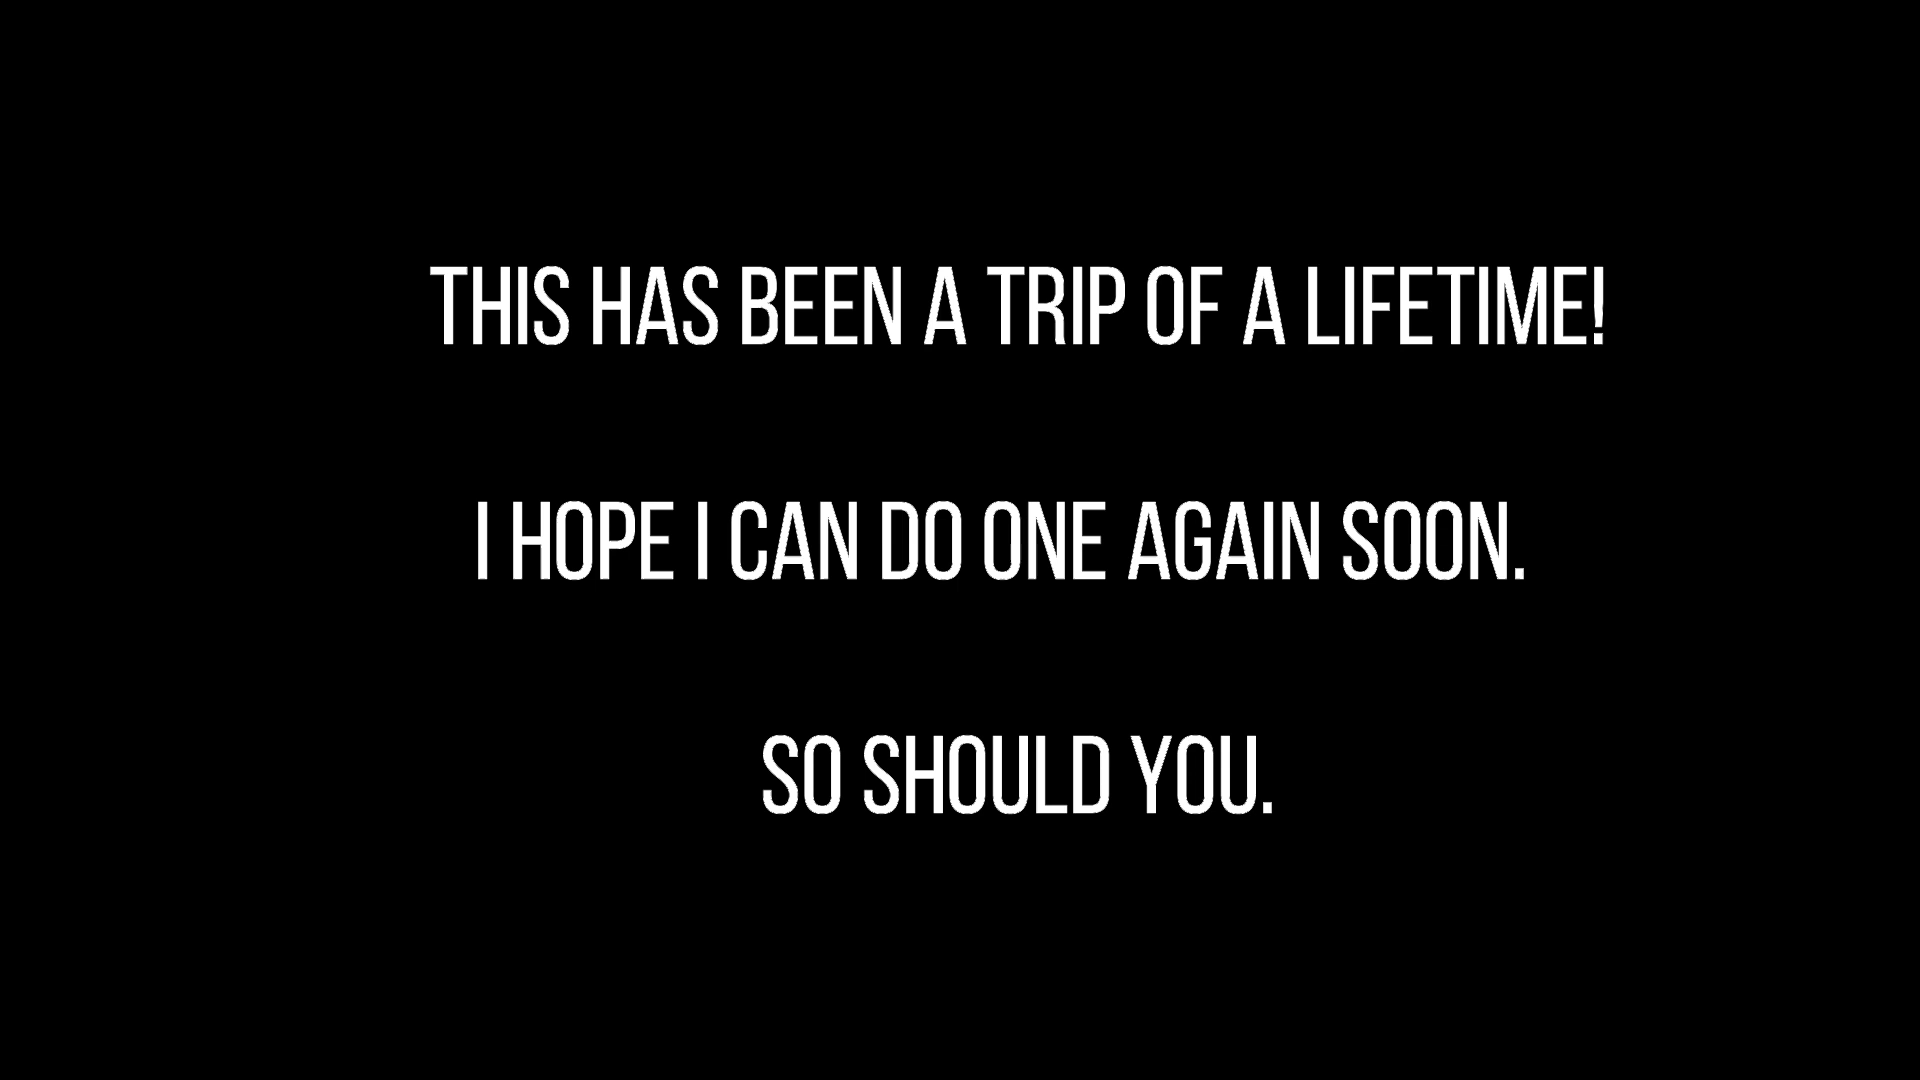 THIS HAS BEEN A TRIP OF A LIFETIME!
I HOPE I CAN DO ONE AGAIN SOON.
SO SHOULD YOU.